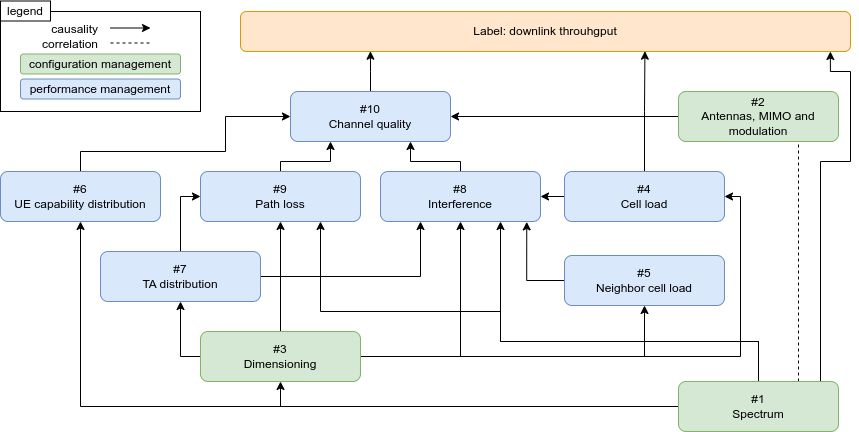 legend
causality
correlation
configuration management
performance management
Label: downlink throuhgput
#10
Channel quality
#2
Antennas, MIMO and
modulation
#6
UE capability distribution
#9
Path loss
#8
Interference
#4
Cell load
#7
TA distribution
#5
Neighbor cell load
#3
Dimensioning
#1
Spectrum